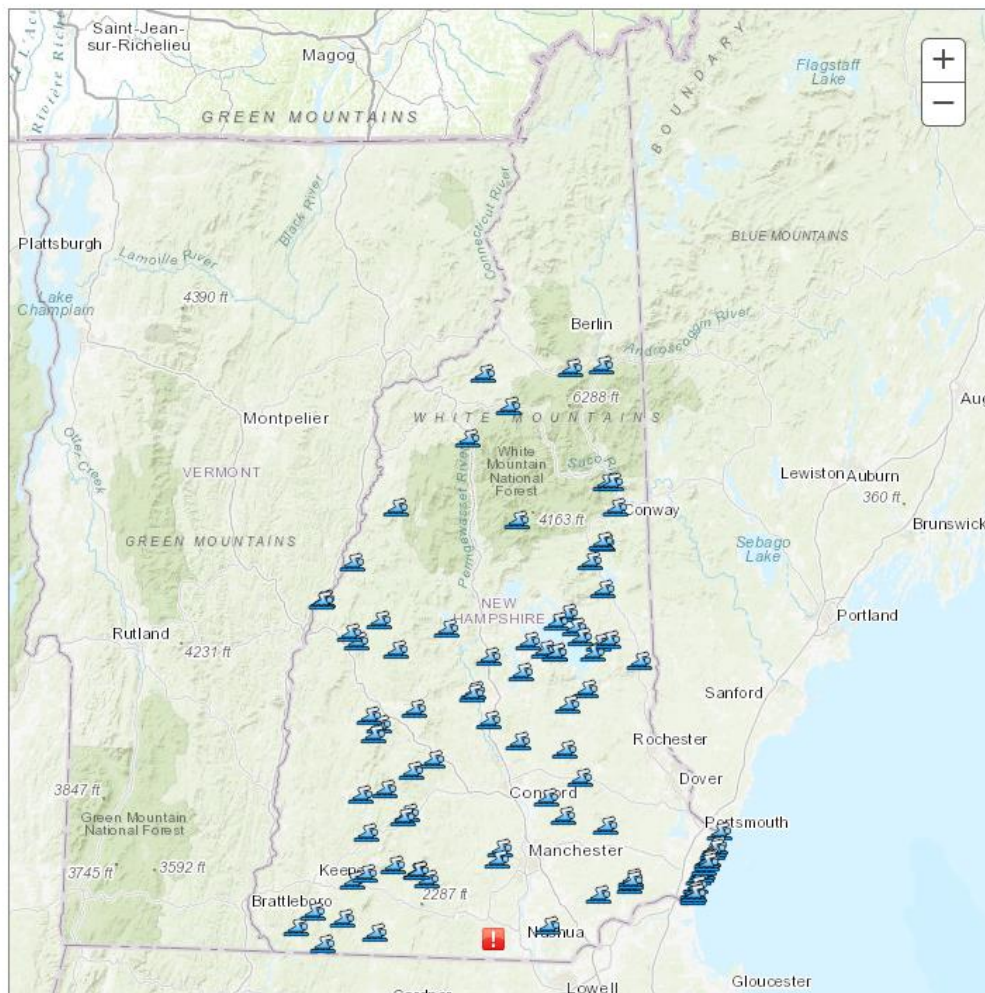 Saint-Jean-
sur-Richelieu
Magog
Rivière Riche
GREEN MOUNTAINS
BOUNDARY
Flagstaff
Lake
+
−
Plattsburgh
Lamoille River
Black River
Connecticut River
BLUE MOUNTAINS
Lake
Champlain
4390 ft
Berlin
Androscoggin River
6288 ft
Montpelier
WHITE MOUNTAINS
Aug
Otter Creek
VERMONT
White
Mountain
National
Forest
Saco R
Lewiston
Auburn
360 ft
4163 ft
Conway
Brunswick
GREEN MOUNTAINS
Pemigewasset River
Sebago
Lake
NEW
HAMPSHIRE
Portland
Rutland
4231 ft
Sanford
Rochester
Dover
3847 ft
Concord
Green Mountain
National Forest
Portsmouth
3745 ft
3592 ft
Keene
Manchester
2287 ft
Brattleboro
!
Nashua
Lowell
Gloucester